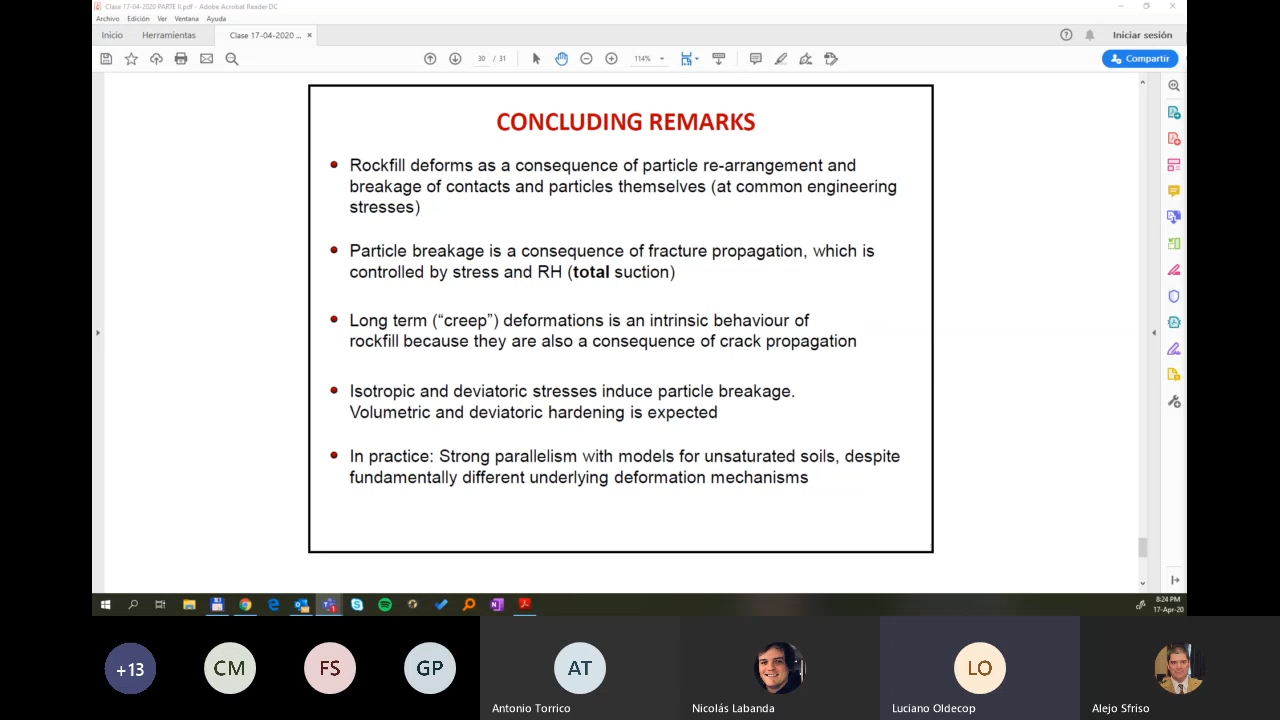 Clase 17-04-2020 PARTE II.pdf - Adobe Acrobat Reader DC
Archivo Edición Ver Ventana Ayuda
Inicio Herramientas Clase 17-04-2020 ... × Iniciar sesión
30 / 31 114% Compartir
CONCLUDING REMARKS
Rockfill deforms as a consequence of particle re-arrangement and
breakage of contacts and particles themselves (at common engineering
stresses)
Particle breakage is a consequence of fracture propagation, which is
controlled by stress and RH (total suction)
Long term (“creep”) deformations is an intrinsic behaviour of
rockfill because they are also a consequence of crack propagation
Isotropic and deviatoric stresses induce particle breakage.
Volumetric and deviatoric hardening is expected
In practice: Strong parallelism with models for unsaturated soils, despite
fundamentally different underlying deformation mechanisms
8:24 PM
17-Apr-20
+13 CM FS GP AT LO
Antonio Torrico Nicolás Labanda Luciano Oldecop Alejo Sfriso